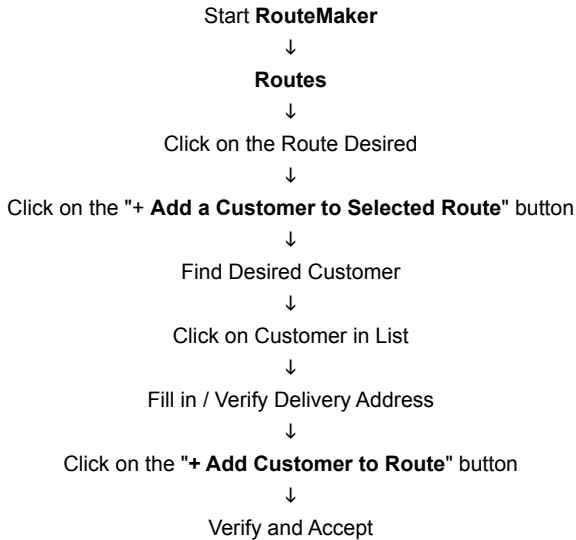 Start RouteMaker
↓
Routes
↓
Click on the Route Desired
↓
Click on the "+ Add a Customer to Selected Route" button
↓
Find Desired Customer
↓
Click on Customer in List
↓
Fill in / Verify Delivery Address
↓
Click on the "+ Add Customer to Route" button
↓
Verify and Accept